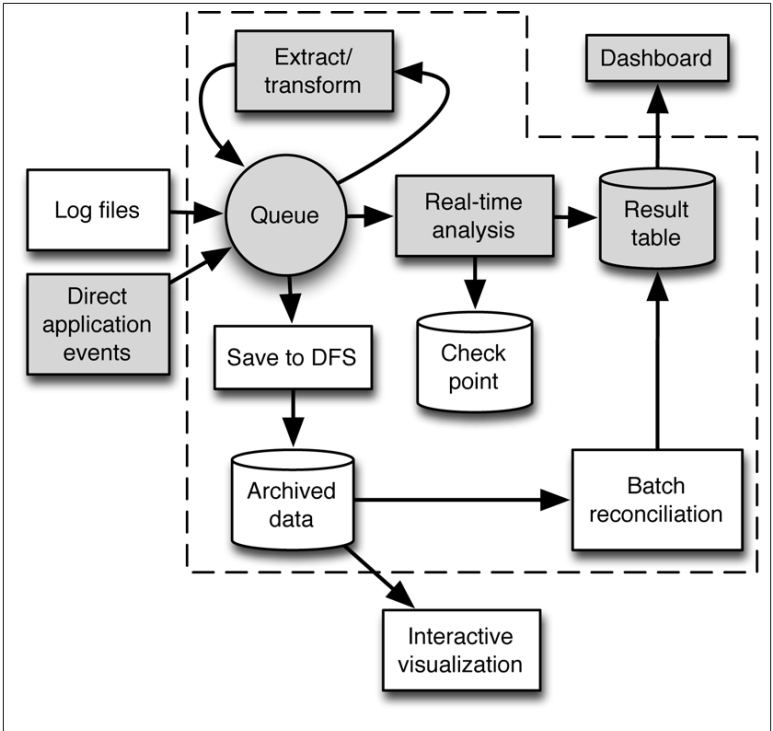 Extract/
transform
Dashboard
Log files
Queue
Real-time
analysis
Result
table
Direct
application
events
Save to DFS
Check
point
Archived
data
Batch
reconciliation
Interactive
visualization